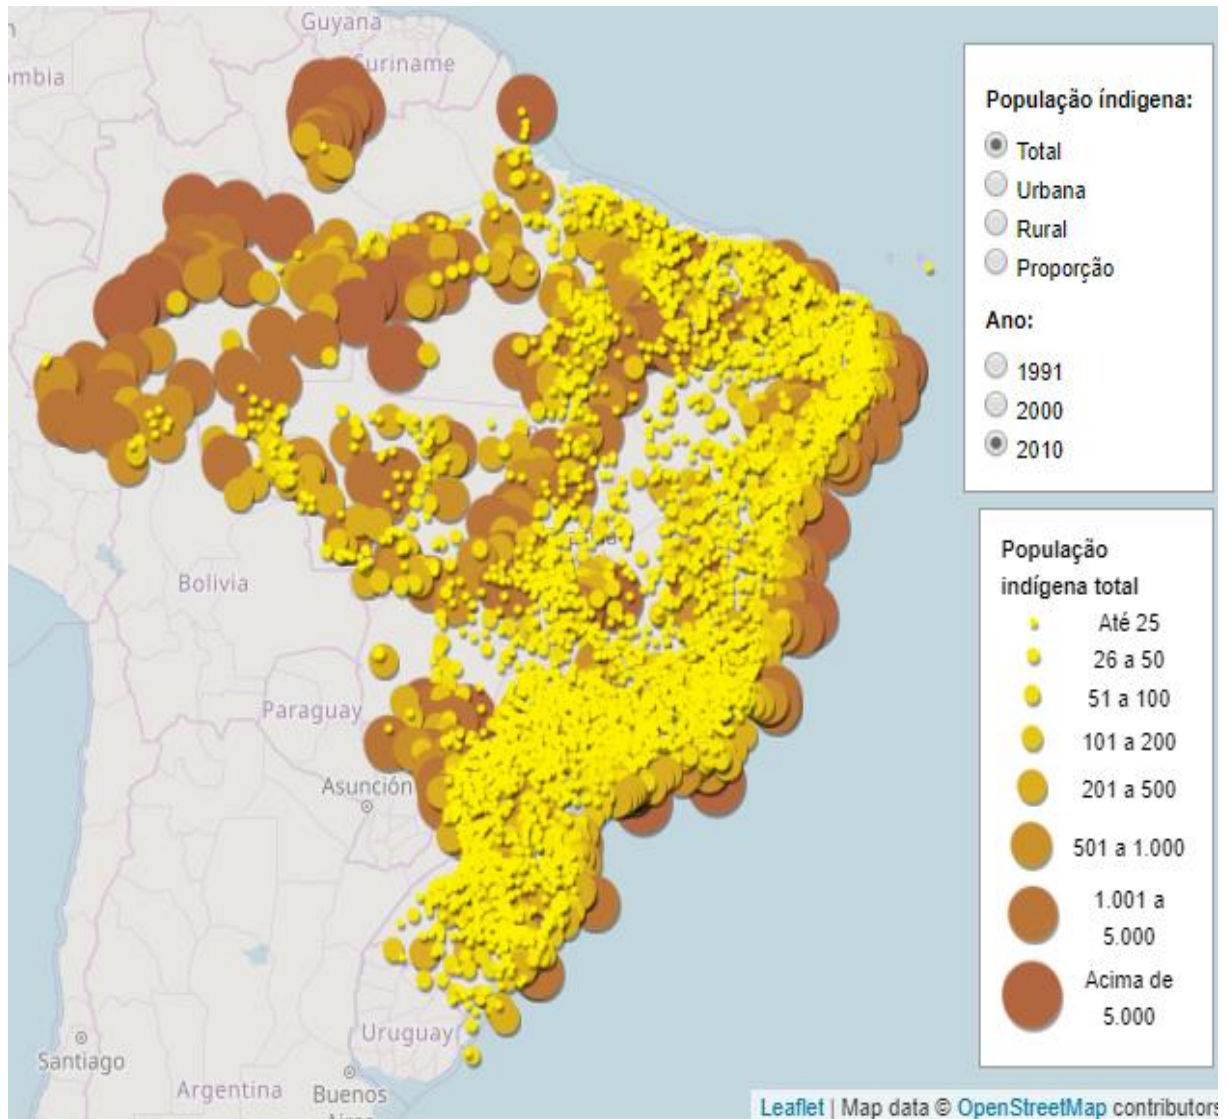 Guyana
Suriname
ombia
População índigena:
Total
Urbana
Rural
Proporção
Ano:
1991
2000
2010
População
indígena total
Até 25
26 a 50
51 a 100
101 a 200
201 a 500
501 a 1.000
1.001 a
5.000
Acima de
5.000
Bolivia
Paraguay
Asunción
Uruguay
Santiago
Argentina
Buenos
Leaflet | Map data © OpenStreetMap contributors